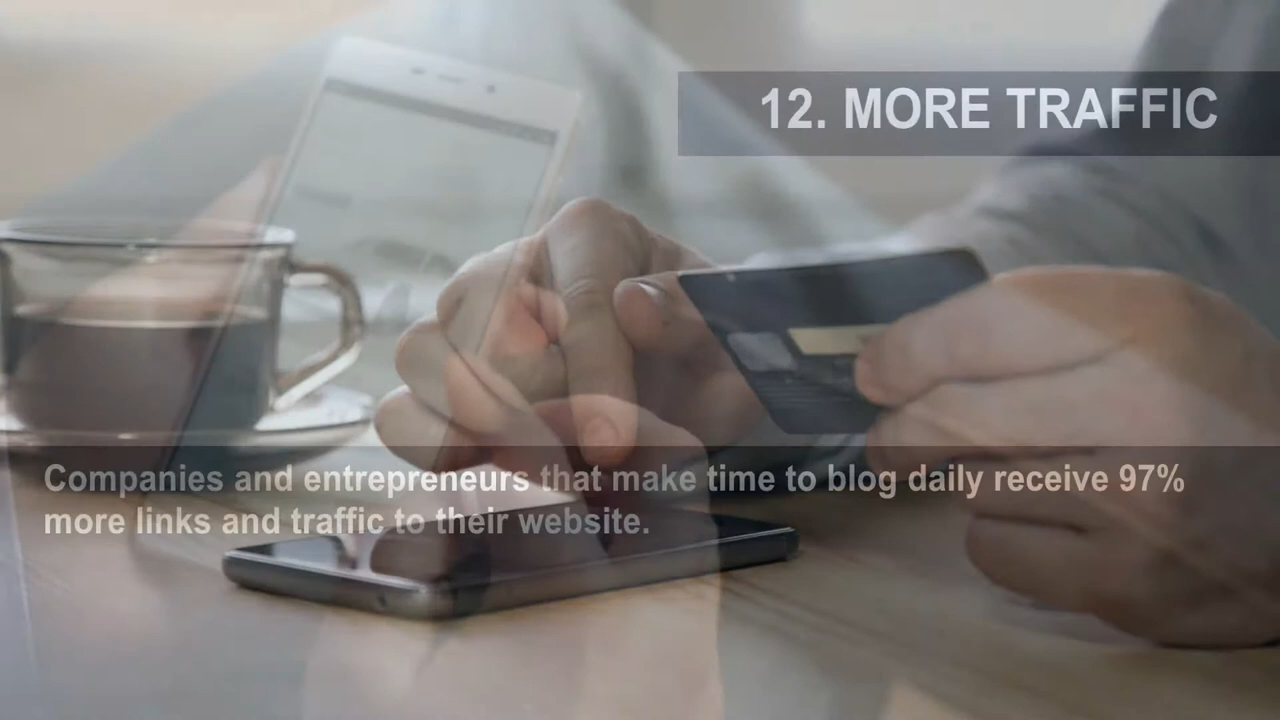 12. MORE TRAFFIC
Companies and entrepreneurs that make time to blog daily receive 97%
more links and traffic to their website.